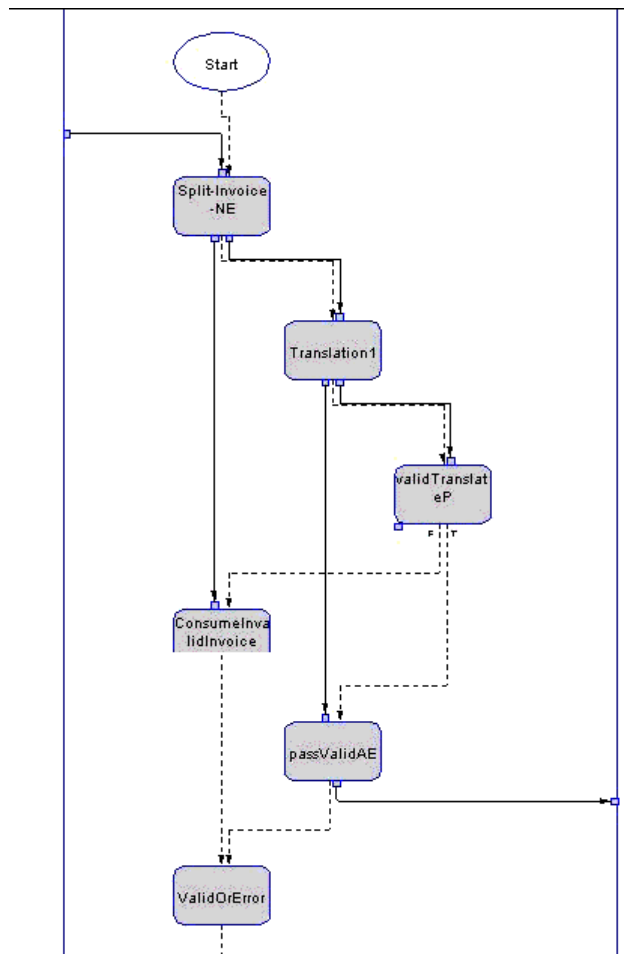 Start
Split-Invoice
-NE
Translation1
validTranslat
eP
F T
ConsumeInva
lidInvoice
passValidAE
ValidOrError